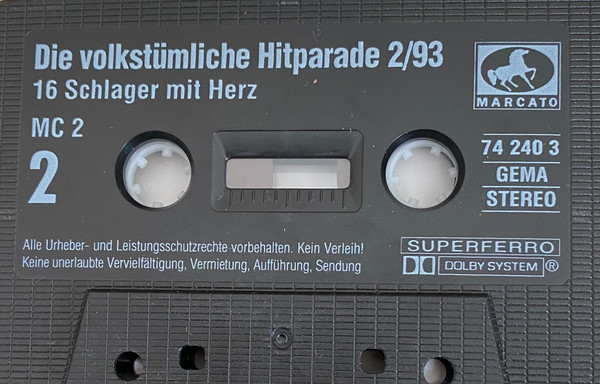 Die volkstümliche Hitparade 2/93
16 Schlager mit Herz
MARCATO
MC 2
2
74 240 3
GEMA
STEREO
Alle Urheber- und Leistungsschutzrechte vorbehalten. Kein Verleih!
Keine unerlaubte Vervielfältigung, Vermietung, Aufführung, Sendung
SUPERFERRO
DOLBY SYSTEM ®